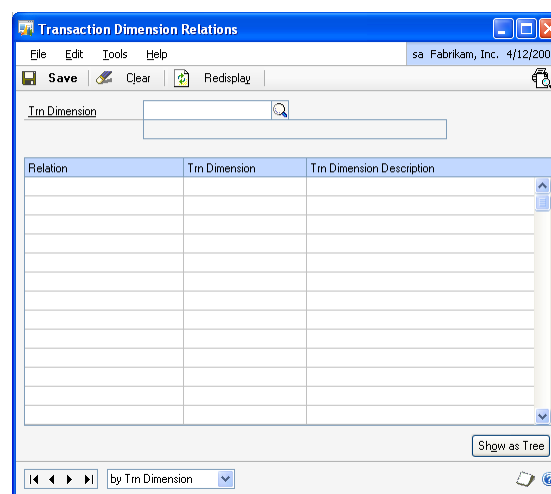 Transaction Dimension Relations
File Edit Tools Help sa Fabrikam, Inc. 4/12/200
Save Clear Redisplay
Trn Dimension
Relation Trn Dimension Trn Dimension Description
Show as Tree
by Trn Dimension